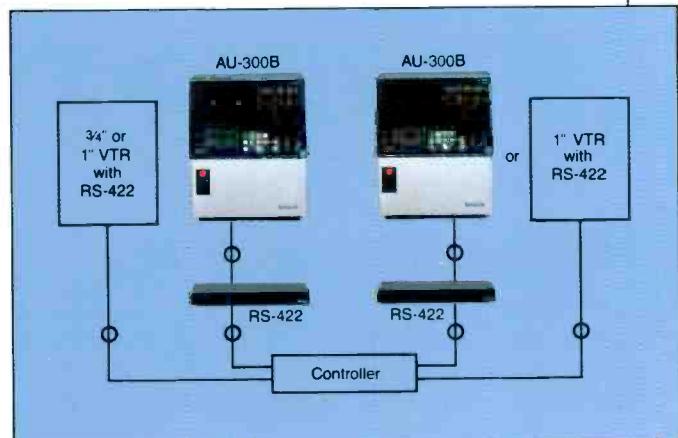 AU-300B
AU-300B
¾" or
1" VTR
with
RS-422
or
1" VTR
with
RS-422
RS-422
RS-422
Controller